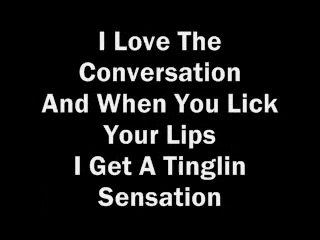 I Love The
Conversation
And When You Lick
Your Lips
I Get A Tinglin
Sensation